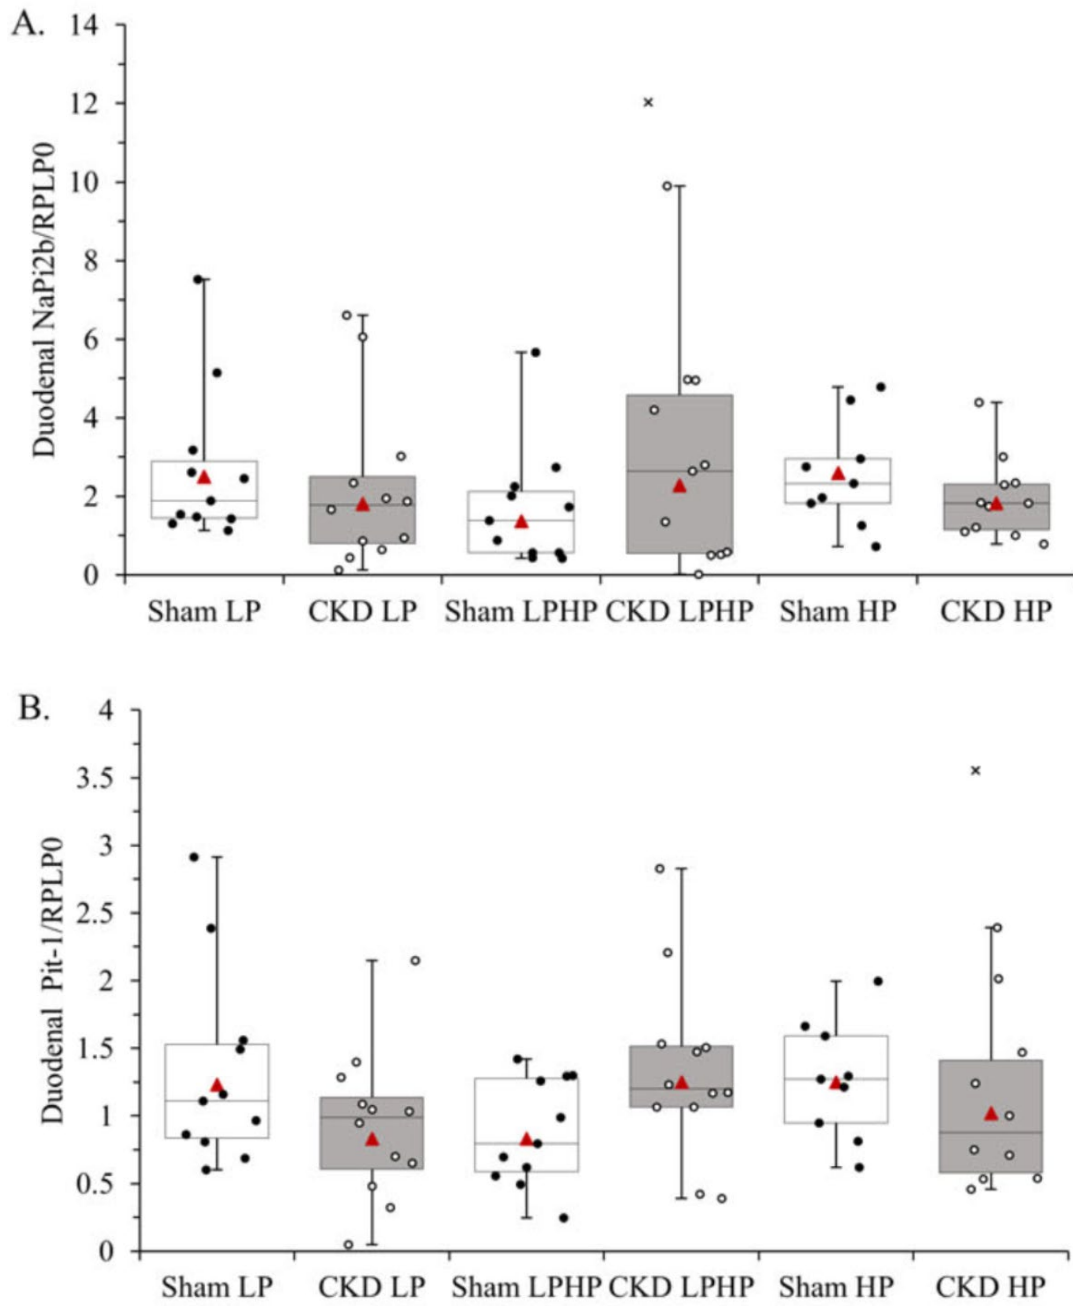 A.
Duodenal NaPi2b/RPLP0
14
12
10
8
6
4
2
0
Sham LP
CKD LP
Sham LPHP
CKD LPHP
Sham HP
CKD HP
B.
Duodenal Pit-1/RPLP0
4
3.5
3
2.5
2
1.5
1
0.5
0
Sham LP
CKD LP
Sham LPHP
CKD LPHP
Sham HP
CKD HP